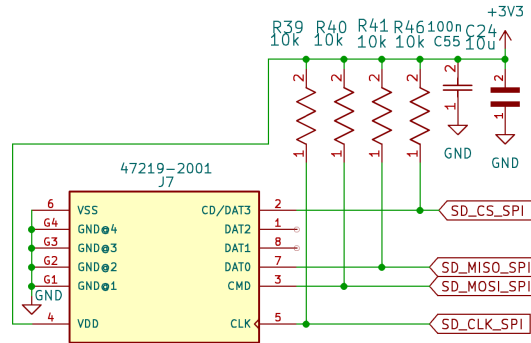 +3V3
R39 R40 R41 R46 100n C24
10k 10k 10k 10k C55 10u
2 2 2 2 2 2
1 1 1 1 1 1
GND GND
47219-2001
J7
6 VSS CD/DAT3 2 SD_CS_SPI
G4 GND@4 DAT2 1
G3 GND@3 DAT1 8
G2 GND@2 DAT0 7 SD_MISO_SPI
G1 GND@1 CMD 3 SD_MOSI_SPI
GND
4 VDD CLK 5 SD_CLK_SPI